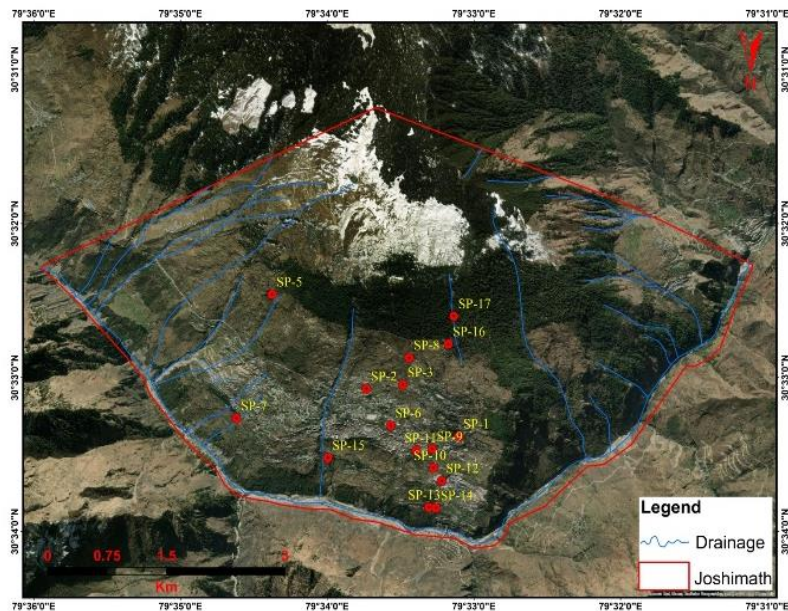 79°36'0"E 79°35'0"E 79°34'0"E 79°33'0"E 79°32'0"E 79°31'0"E
30°31'0"N 30°31'0"N
N
30°32'0"N 30°32'0"N
SP-5
SP-17
SP-16
SP-8
30°33'0"N 30°33'0"N
SP-2 SP-3
SP-7
SP-6
SP-1
SP-11 SP-9
SP-15
SP-10
SP-12
SP-13 SP-14
Legend
Drainage
Joshimath
30°34'0"N 30°34'0"N
0 0.75 1.5 3
Km
79°36'0"E 79°35'0"E 79°34'0"E 79°33'0"E 79°32'0"E 79°31'0"E